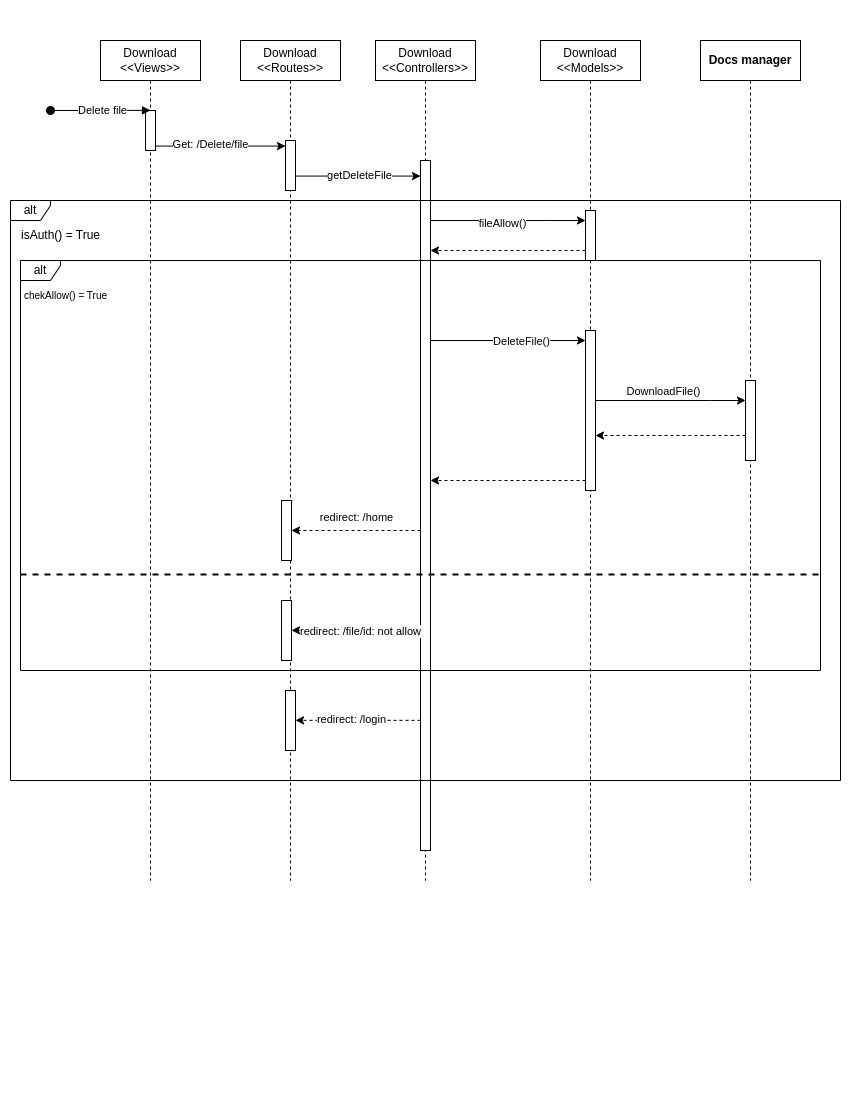 Download
<<Views>>
Download
<<Routes>>
Download
<<Controllers>>
Download
<<Models>>
Docs manager
Delete file
Get: /Delete/file
getDeleteFile
alt
fileAllow()
isAuth() = True
alt
chekAllow() = True
DeleteFile()
DownloadFile()
redirect: /home
redirect: /file/id: not allow
redirect: /login